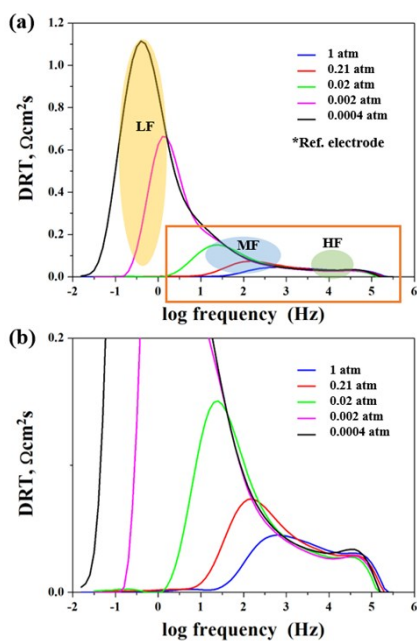 (a)
1.2
1.0
0.8
0.6
0.4
0.2
0.0
DRT, Ωcm²s
LF
MF
HF
1 atm
0.21 atm
0.02 atm
0.002 atm
0.0004 atm
*Ref. electrode
-2 -1 0 1 2 3 4 5 6
log frequency (Hz)
(b)
0.2
0.0
DRT, Ωcm²s
1 atm
0.21 atm
0.02 atm
0.002 atm
0.0004 atm
-2 -1 0 1 2 3 4 5 6
log frequency (Hz)